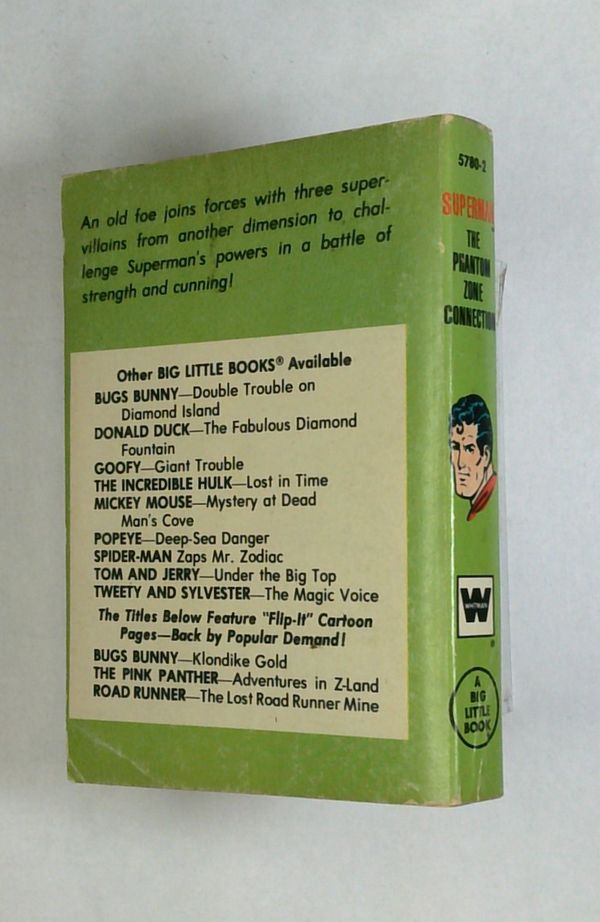 An old foe joins forces with three super-
villains from another dimension to chal-
lenge Superman's powers in a battle of
strength and cunning!
Other BIG LITTLE BOOKS® Available
BUGS BUNNY—Double Trouble on
Diamond Island
DONALD DUCK—The Fabulous Diamond
Fountain
GOOFY—Giant Trouble
THE INCREDIBLE HULK—Lost in Time
MICKEY MOUSE—Mystery at Dead
Man's Cove
POPEYE—Deep-Sea Danger
SPIDER-MAN Zaps Mr. Zodiac
TOM AND JERRY—Under the Big Top
TWEETY AND SYLVESTER—The Magic Voice
The Titles Below Feature "Flip-It" Cartoon
Pages—Back by Popular Demand!
BUGS BUNNY—Klondike Gold
THE PINK PANTHER—Adventures in Z-Land
ROAD RUNNER—The Lost Road Runner Mine
5780-2
SUPERMAN
THE
PHANTOM
ZONE
CONNECTION
W
WHITMAN
®
A
BIG
LITTLE
BOOK